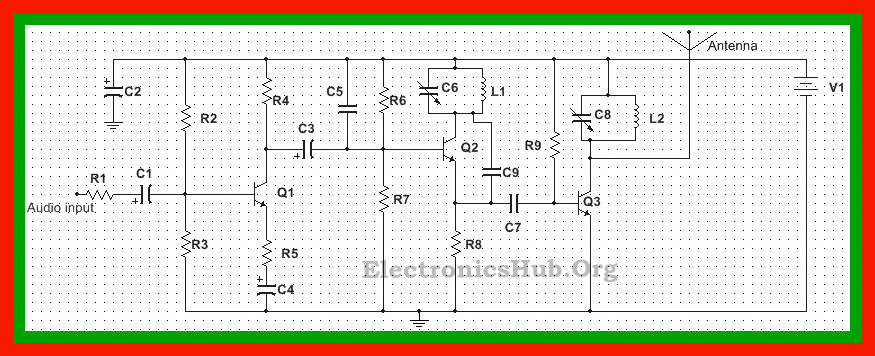 Antenna
C2
R4
C5
R6
C6
L1
C8
L2
V1
R2
C3
Q2
R9
R1
C1
Q1
R7
C9
Q3
Audio input
C7
R3
R5
R8
ElectronicsHub.Org
C4